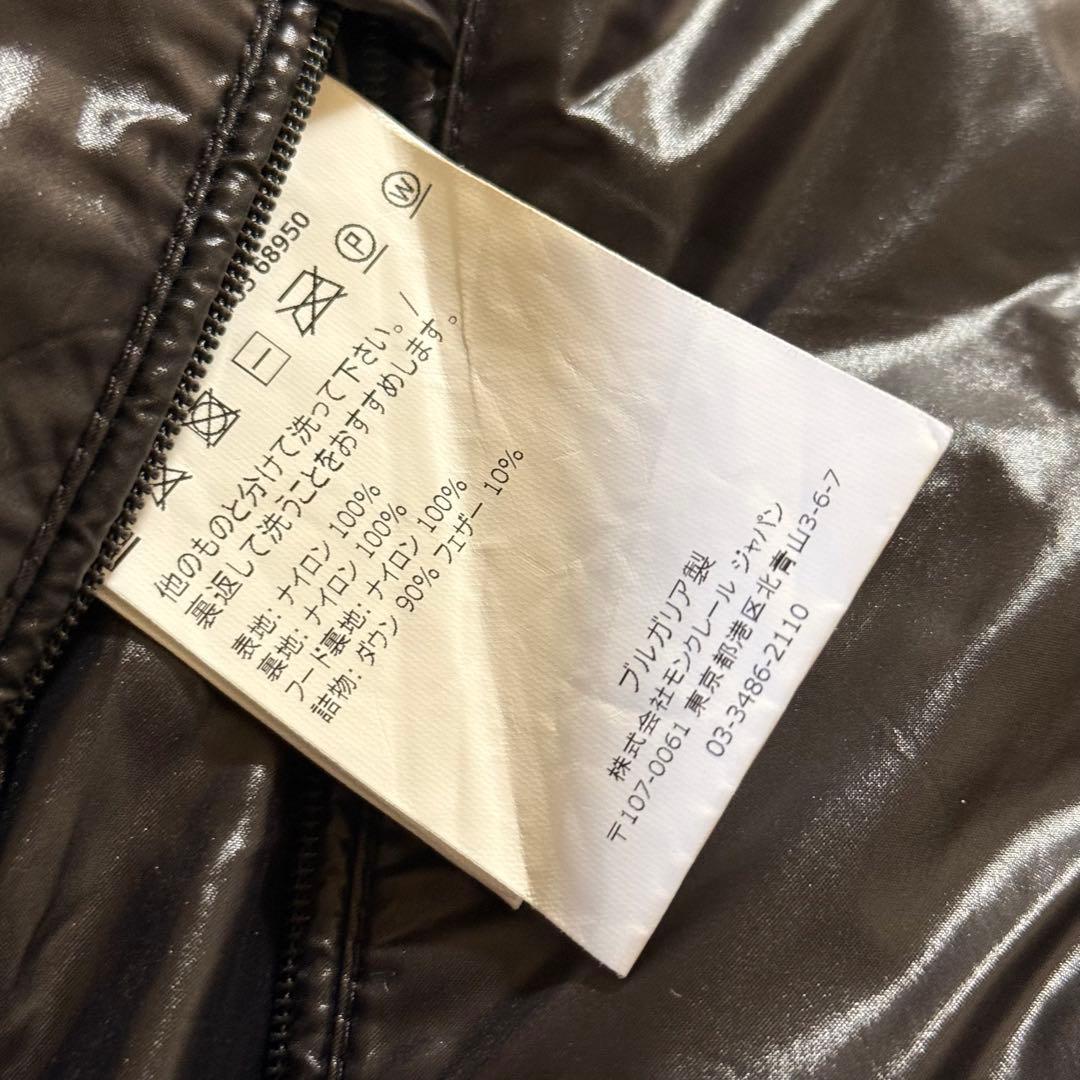 68950
P
W
他のものと分けて洗って下さい。/
裏返して洗うことをおすすめします。
表地: ナイロン 100%
裏地: ナイロン 100%
フード裏地: ナイロン 100%
詰物: ダウン 90% フェザー 10%
ブルガリア製
株式会社モンクレール ジャパン
〒107-0061 東京都港区北青山3-6-7
03-3486-2110